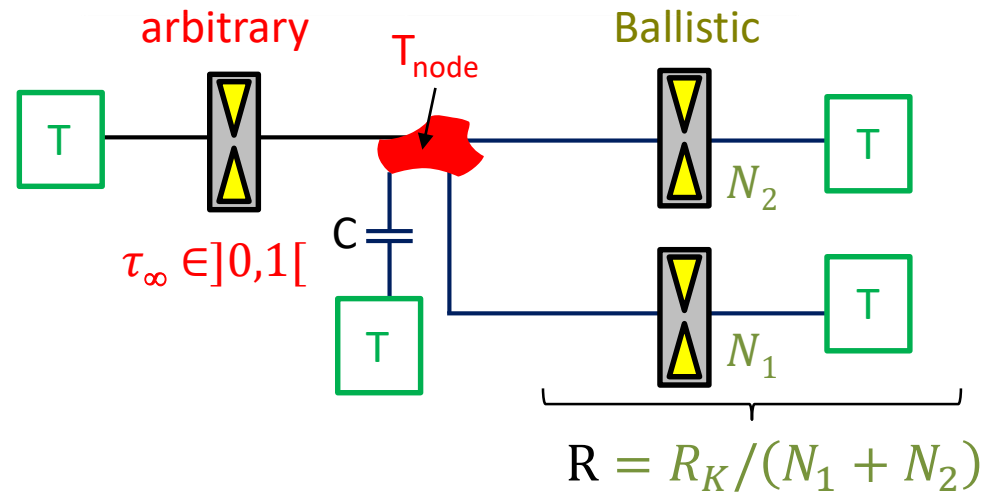 arbitrary
Ballistic
T_node
T
T
N_2
τ_∞ ∈]0,1[
C
T
T
N_1
R = R_K/(N_1 + N_2)